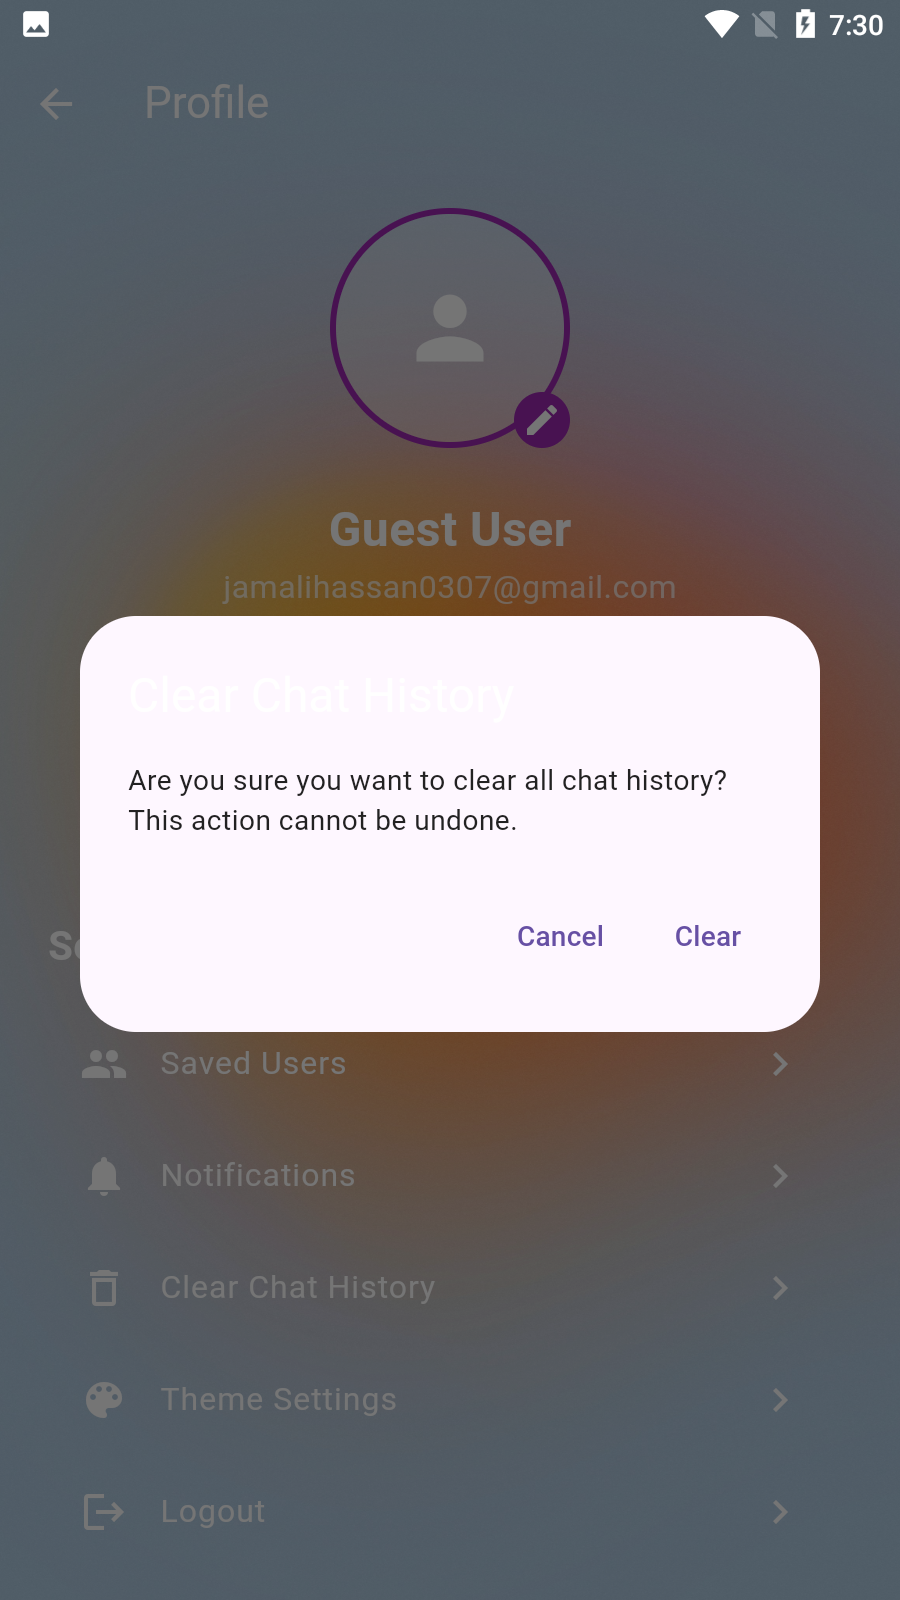 7:30
Profile
Guest User
jamalihassan0307@gmail.com
Clear Chat History
Are you sure you want to clear all chat history?
This action cannot be undone.
Cancel Clear
Saved Users
Notifications
Clear Chat History
Theme Settings
Logout